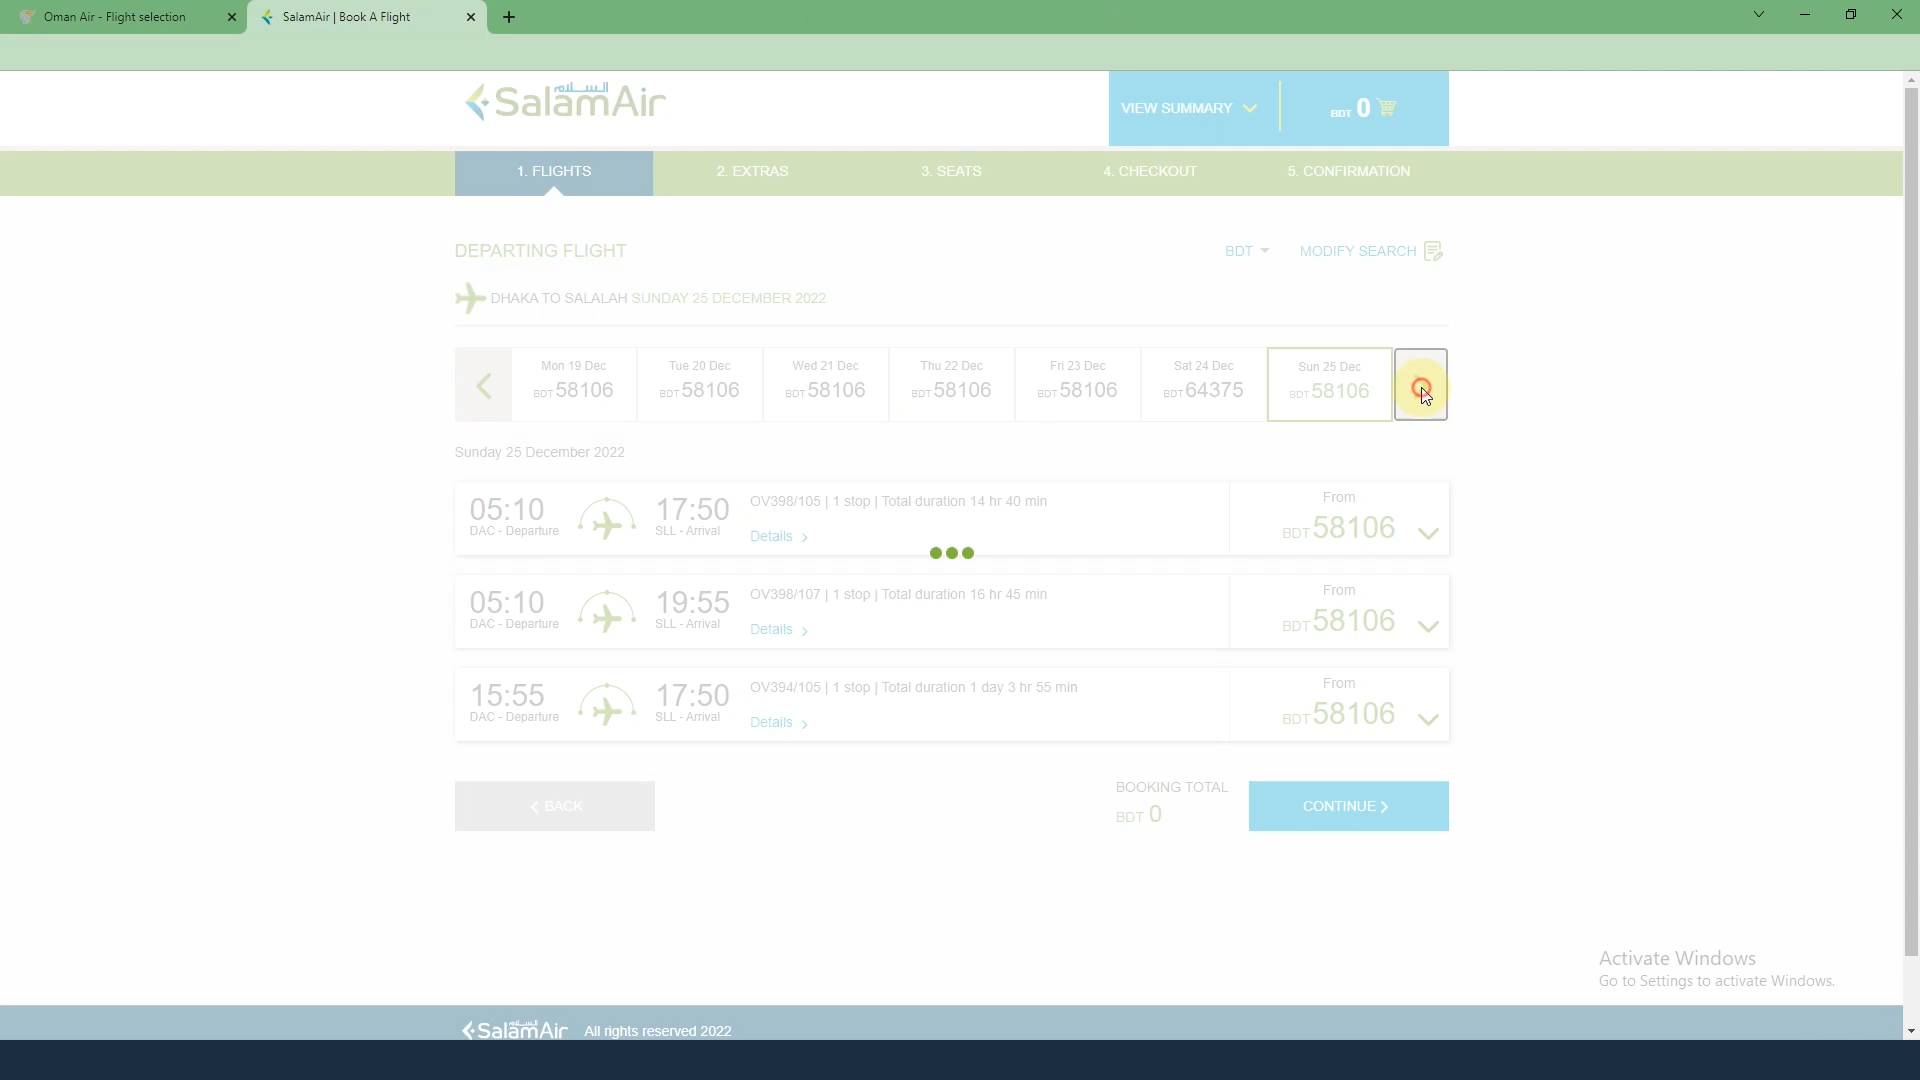 Oman Air - Flight selection
SalamAir | Book A Flight
السلام
SalamAir
VIEW SUMMARY
BDT 0
1. FLIGHTS
2. EXTRAS
3. SEATS
4. CHECKOUT
5. CONFIRMATION
DEPARTING FLIGHT
BDT
MODIFY SEARCH
DHAKA TO SALALAH SUNDAY 25 DECEMBER 2022
Mon 19 Dec
BDT 58106
Tue 20 Dec
BDT 58106
Wed 21 Dec
BDT 58106
Thu 22 Dec
BDT 58106
Fri 23 Dec
BDT 58106
Sat 24 Dec
BDT 64375
Sun 25 Dec
BDT 58106
Sunday 25 December 2022
05:10
DAC - Departure
17:50
SLL - Arrival
OV398/105 | 1 stop | Total duration 14 hr 40 min
Details
From
BDT 58106
05:10
DAC - Departure
19:55
SLL - Arrival
OV398/107 | 1 stop | Total duration 16 hr 45 min
Details
From
BDT 58106
15:55
DAC - Departure
17:50
SLL - Arrival
OV394/105 | 1 stop | Total duration 1 day 3 hr 55 min
Details
From
BDT 58106
BACK
BOOKING TOTAL
BDT 0
CONTINUE
Activate Windows
Go to Settings to activate Windows.
السلام
SalamAir
All rights reserved 2022